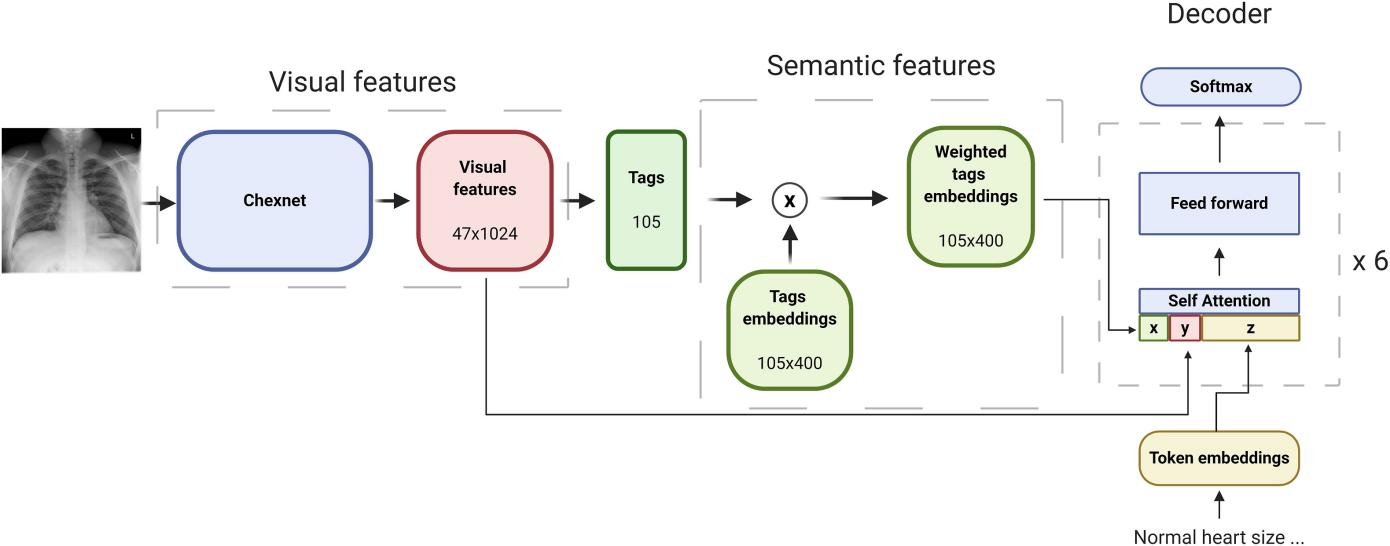 Decoder
Visual features
Semantic features
Softmax
L
Chexnet
Visual
features
47x1024
Tags
105
x
Weighted
tags
embeddings
105x400
Feed forward
x 6
Tags
embeddings
105x400
Self Attention
x y z
Token embeddings
Normal heart size ...